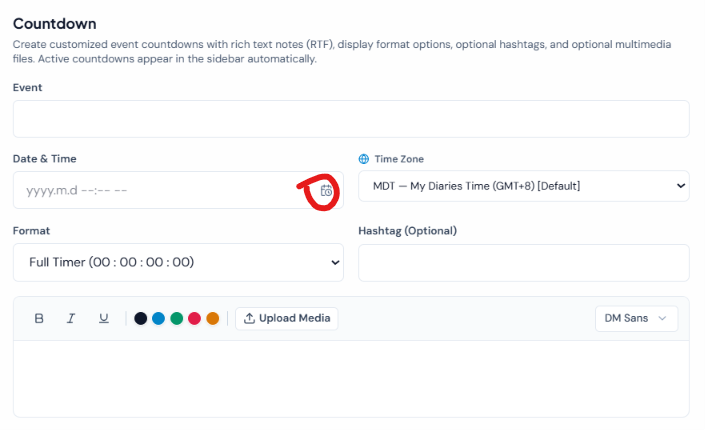 Countdown
Create customized event countdowns with rich text notes (RTF), display format options, optional hashtags, and optional multimedia
files. Active countdowns appear in the sidebar automatically.
Event
Date & Time
Time Zone
yyyy.m.d --:-- --
MDT — My Diaries Time (GMT+8) [Default]
Format
Hashtag (Optional)
Full Timer (00 : 00 : 00 : 00)
B I U Upload Media DM Sans